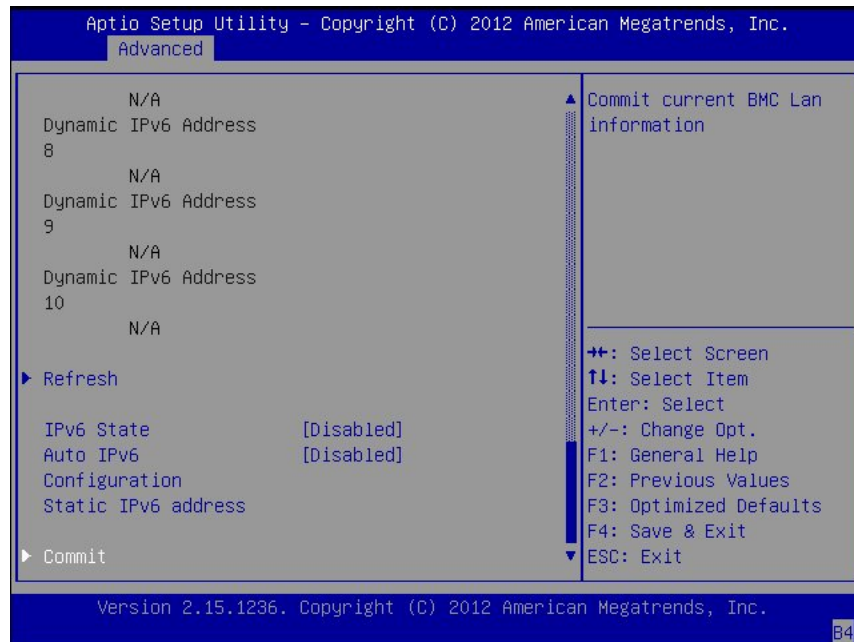 Aptio Setup Utility – Copyright (C) 2012 American Megatrends, Inc.
Advanced
N/A
Dynamic IPv6 Address
8
N/A
Dynamic IPv6 Address
9
N/A
Dynamic IPv6 Address
10
N/A
Refresh
IPv6 State [Disabled]
Auto IPv6 [Disabled]
Configuration
Static IPv6 address
Commit
Commit current BMC Lan
information
→←: Select Screen
↑↓: Select Item
Enter: Select
+/-: Change Opt.
F1: General Help
F2: Previous Values
F3: Optimized Defaults
F4: Save & Exit
ESC: Exit
Version 2.15.1236. Copyright (C) 2012 American Megatrends, Inc.
B4